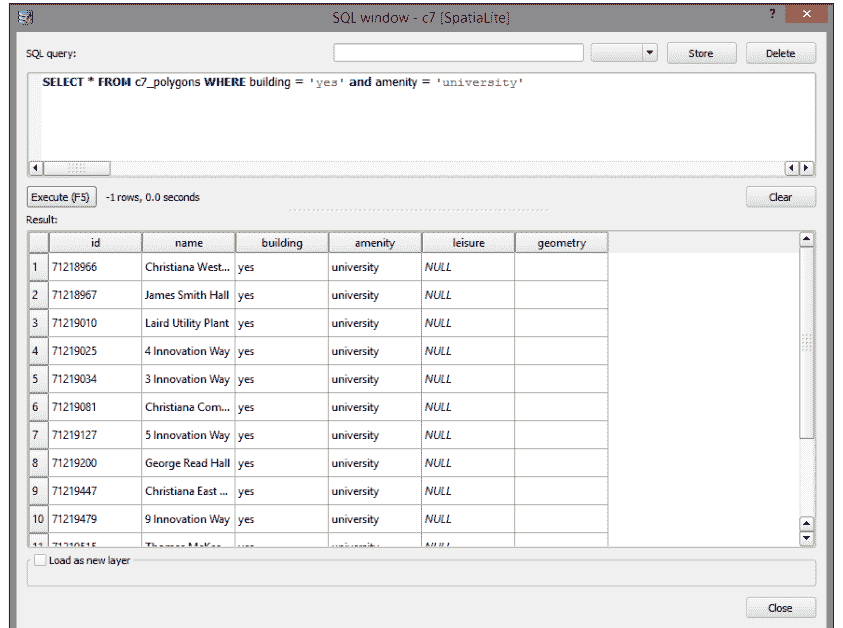 SQL window - c7 [SpatiaLite]
?
SQL query:
Store
Delete
SELECT * FROM c7_polygons WHERE building = 'yes' and amenity = 'university'
Execute (F5)
-1 rows, 0.0 seconds
Clear
Result:
id name building amenity leisure geometry
1 71218966 Christiana West... yes university NULL
2 71218967 James Smith Hall yes university NULL
3 71219010 Laird Utility Plant yes university NULL
4 71219025 4 Innovation Way yes university NULL
5 71219034 3 Innovation Way yes university NULL
6 71219081 Christiana Com... yes university NULL
7 71219127 5 Innovation Way yes university NULL
8 71219200 George Read Hall yes university NULL
9 71219447 Christiana East ... yes university NULL
10 71219479 9 Innovation Way yes university NULL
Load as new layer
Close